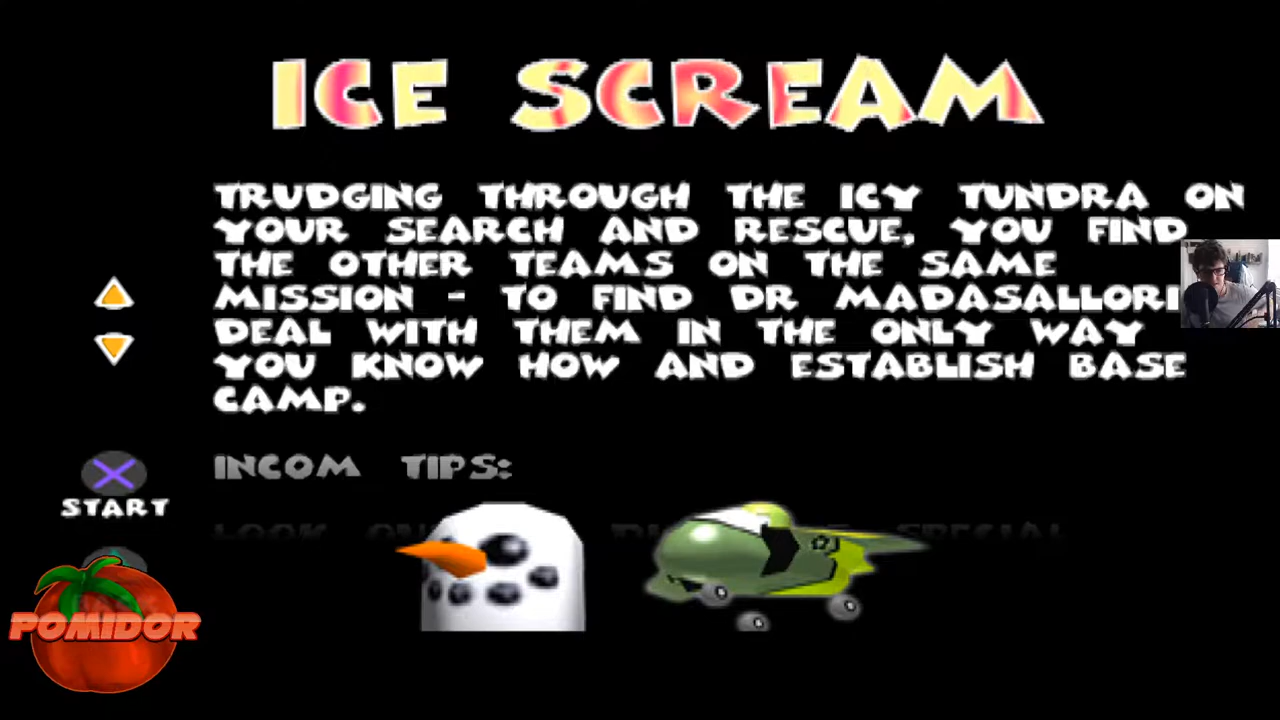 ICE SCREAM
TRUDGING THROUGH THE ICY TUNDRA ON
YOUR SEARCH AND RESCUE, YOU FIND
THE OTHER TEAMS ON THE SAME
MISSION - TO FIND DR MADASALLORI
DEAL WITH THEM IN THE ONLY WAY
YOU KNOW HOW AND ESTABLISH BASE
CAMP.
INCOM TIPS:
START
LOOK SPECIAL
POMIDOR